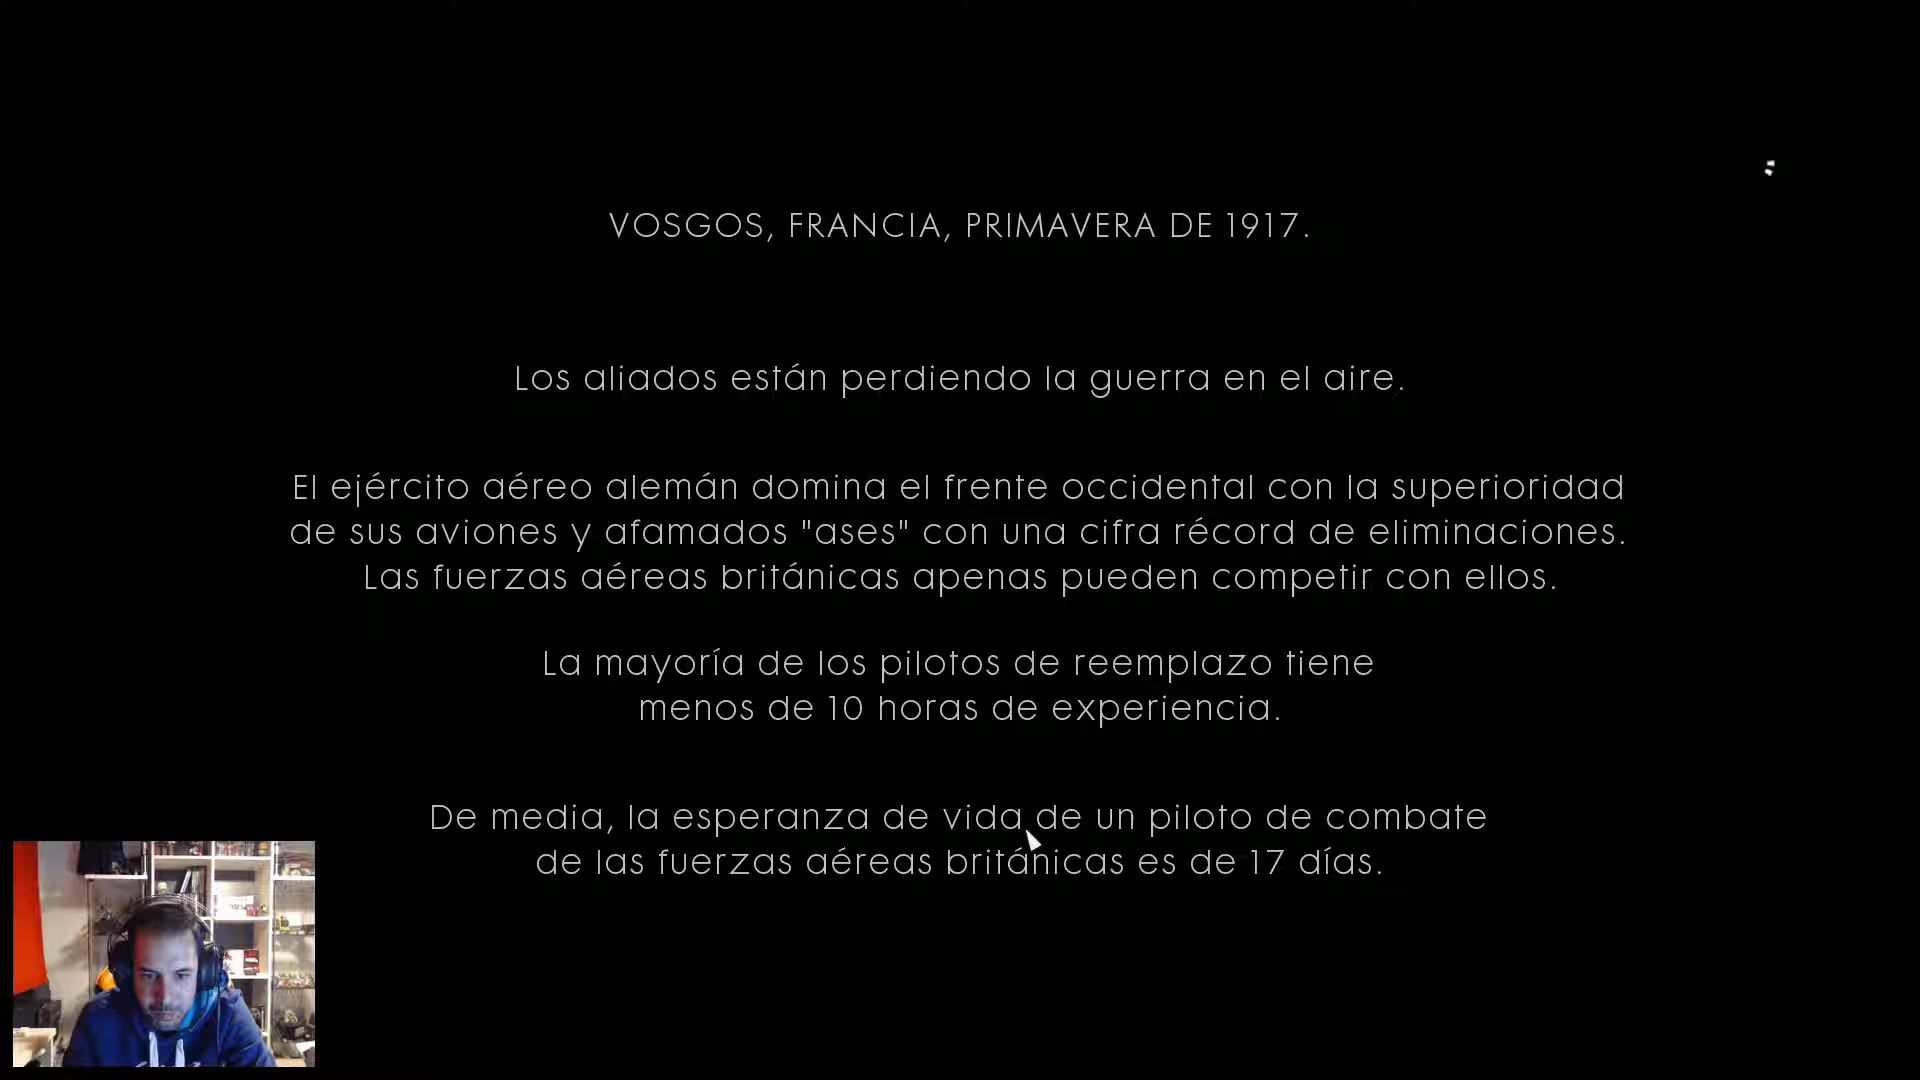 VOSGOS, FRANCIA, PRIMAVERA DE 1917.
Los aliados están perdiendo la guerra en el aire.
El ejército aéreo alemán domina el frente occidental con la superioridad
de sus aviones y afamados "ases" con una cifra récord de eliminaciones.
Las fuerzas aéreas británicas apenas pueden competir con ellos.
La mayoría de los pilotos de reemplazo tiene
menos de 10 horas de experiencia.
De media, la esperanza de vida de un piloto de combate
de las fuerzas aéreas británicas es de 17 días.